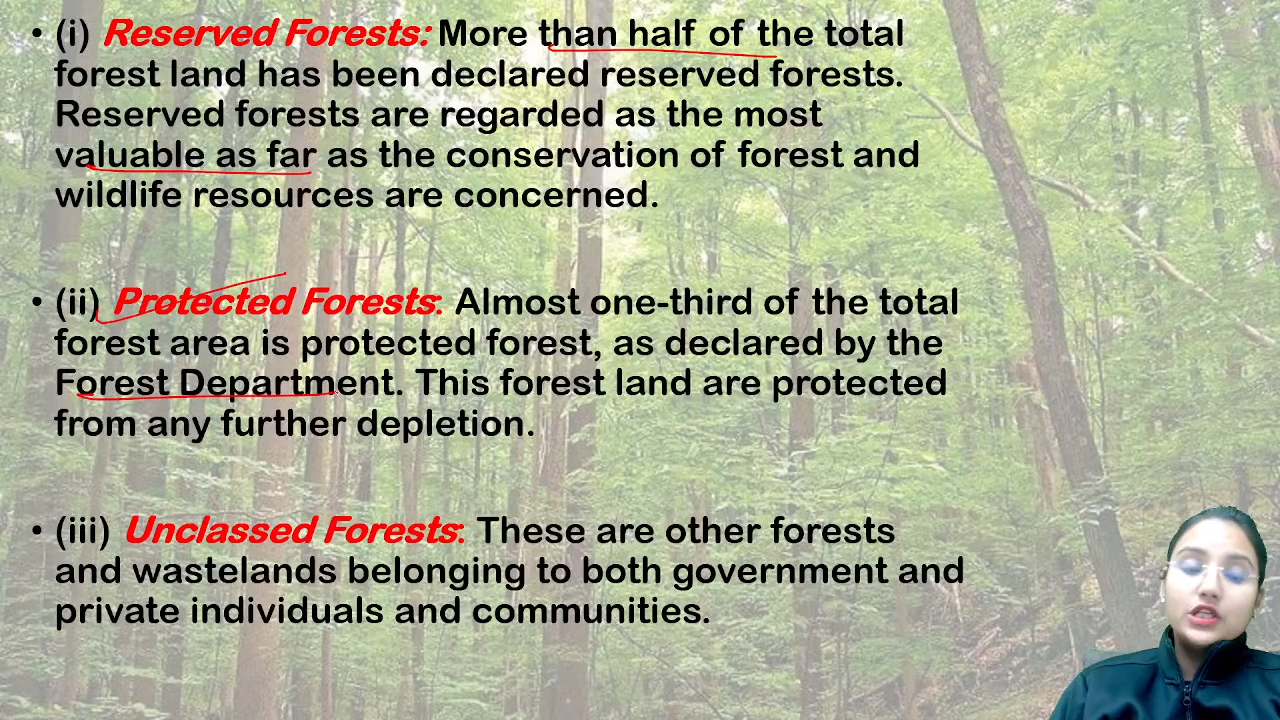 • (i) Reserved Forests: More than half of the total
forest land has been declared reserved forests.
Reserved forests are regarded as the most
valuable as far as the conservation of forest and
wildlife resources are concerned.
• (ii) Protected Forests: Almost one-third of the total
forest area is protected forest, as declared by the
Forest Department. This forest land are protected
from any further depletion.
• (iii) Unclassed Forests: These are other forests
and wastelands belonging to both government and
private individuals and communities.